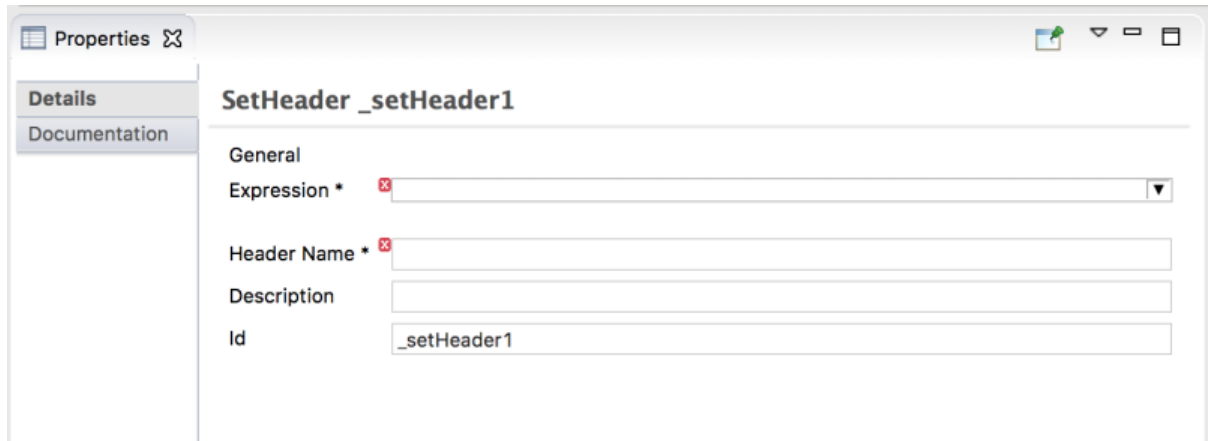 Properties
Details
Documentation
SetHeader _setHeader1
General
Expression *
Header Name *
Description
Id
_setHeader1